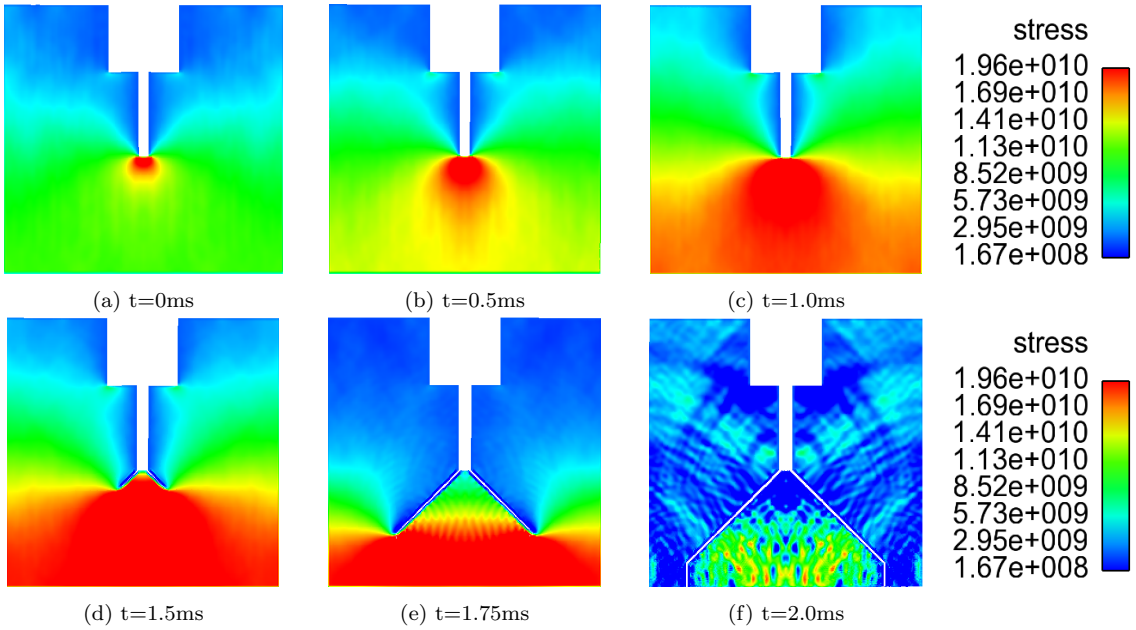 stress
1.96e+010
1.69e+010
1.41e+010
1.13e+010
8.52e+009
5.73e+009
2.95e+009
1.67e+008
(a) t=0ms
(b) t=0.5ms
(c) t=1.0ms
stress
1.96e+010
1.69e+010
1.41e+010
1.13e+010
8.52e+009
5.73e+009
2.95e+009
1.67e+008
(d) t=1.5ms
(e) t=1.75ms
(f) t=2.0ms